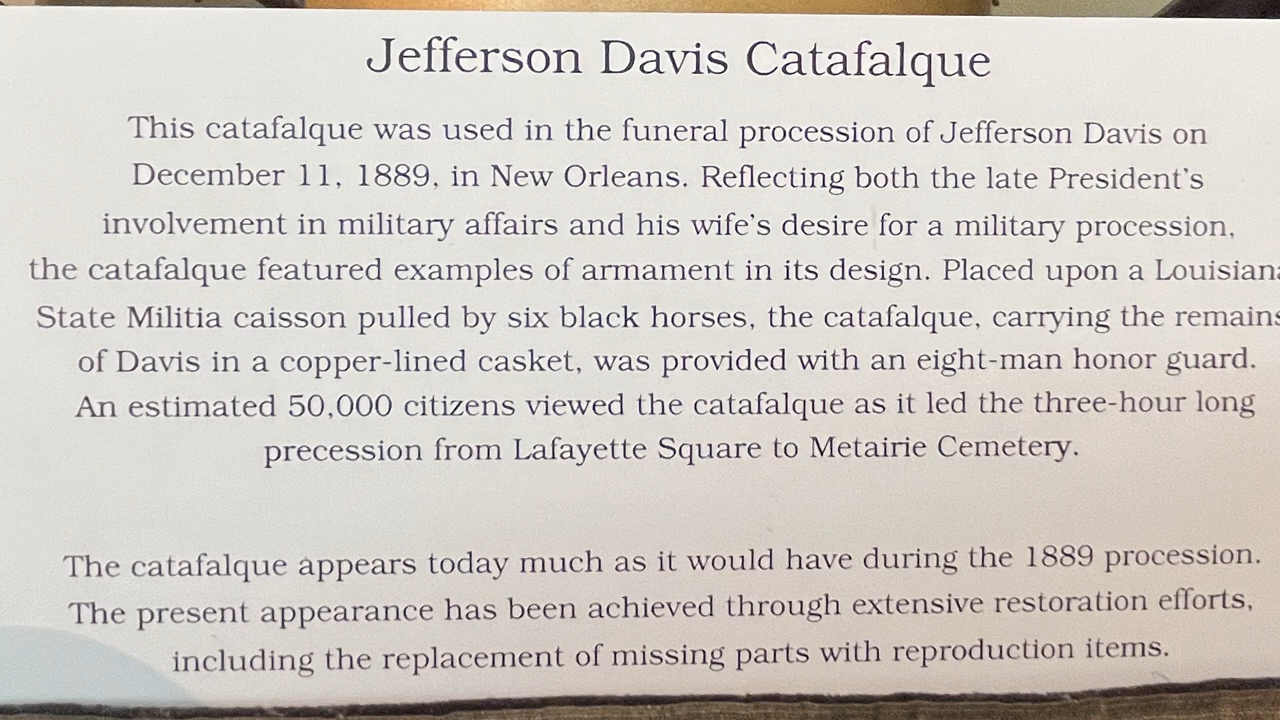 Jefferson Davis Catafalque
This catafalque was used in the funeral procession of Jefferson Davis on
December 11, 1889, in New Orleans. Reflecting both the late President's
involvement in military affairs and his wife's desire for a military procession,
the catafalque featured examples of armament in its design. Placed upon a Louisiana
State Militia caisson pulled by six black horses, the catafalque, carrying the remains
of Davis in a copper-lined casket, was provided with an eight-man honor guard.
An estimated 50,000 citizens viewed the catafalque as it led the three-hour long
precession from Lafayette Square to Metairie Cemetery.
The catafalque appears today much as it would have during the 1889 procession.
The present appearance has been achieved through extensive restoration efforts,
including the replacement of missing parts with reproduction items.